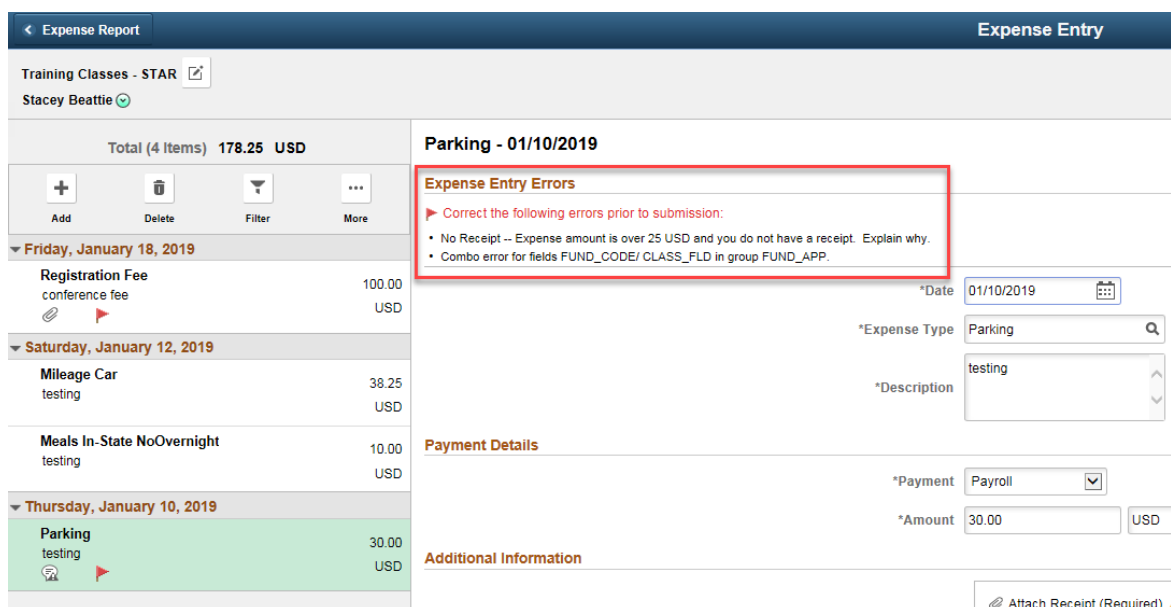 Expense Report
Expense Entry
Training Classes - STAR
Stacey Beattie
Total (4 Items) 178.25 USD
Add Delete Filter More
Friday, January 18, 2019
Registration Fee
conference fee
100.00
USD
Saturday, January 12, 2019
Mileage Car
testing
38.25
USD
Meals In-State NoOvernight
testing
10.00
USD
Thursday, January 10, 2019
Parking
testing
30.00
USD
Parking - 01/10/2019
Expense Entry Errors
Correct the following errors prior to submission:
• No Receipt -- Expense amount is over 25 USD and you do not have a receipt. Explain why.
• Combo error for fields FUND_CODE/ CLASS_FLD in group FUND_APP.
*Date 01/10/2019
*Expense Type Parking
*Description testing
Payment Details
*Payment Payroll
*Amount 30.00 USD
Additional Information
Attach Receipt (Required)